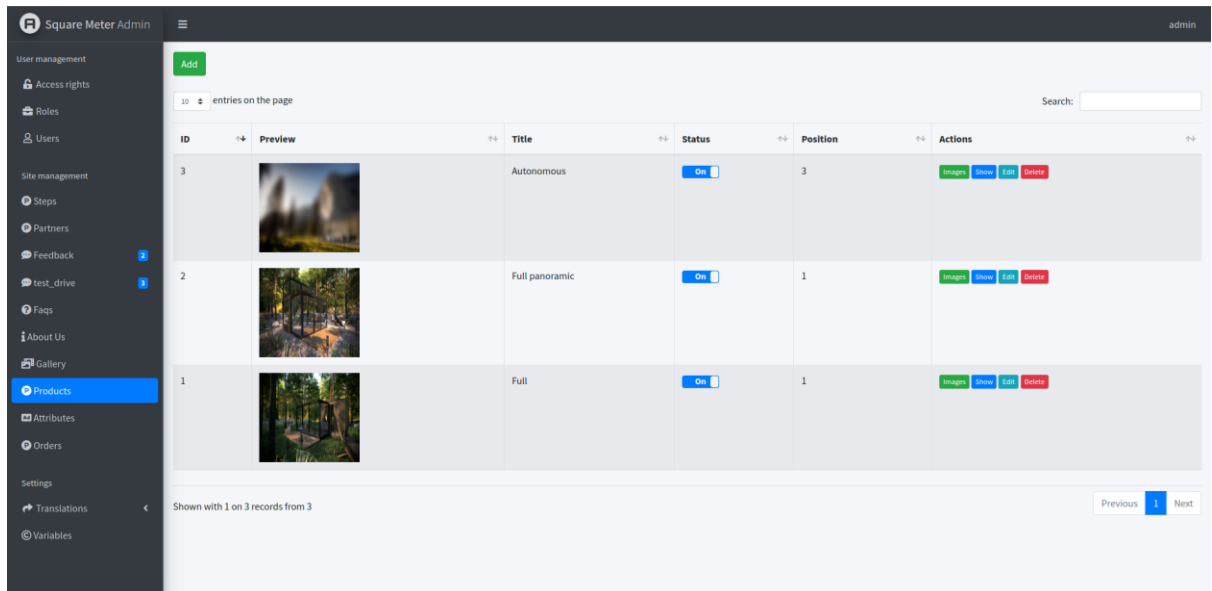 Square Meter Admin
admin
User management
Access rights
Roles
Users
Site management
Steps
Partners
Feedback 2
test_drive 3
Faqs
About Us
Gallery
Products
Attributes
Orders
Settings
Translations
Variables
Add
10 entries on the page Search:
ID Preview Title Status Position Actions
3 Autonomous On 3 Images Show Edit Delete
2 Full panoramic On 1 Images Show Edit Delete
1 Full On 1 Images Show Edit Delete
Shown with 1 on 3 records from 3 Previous 1 Next